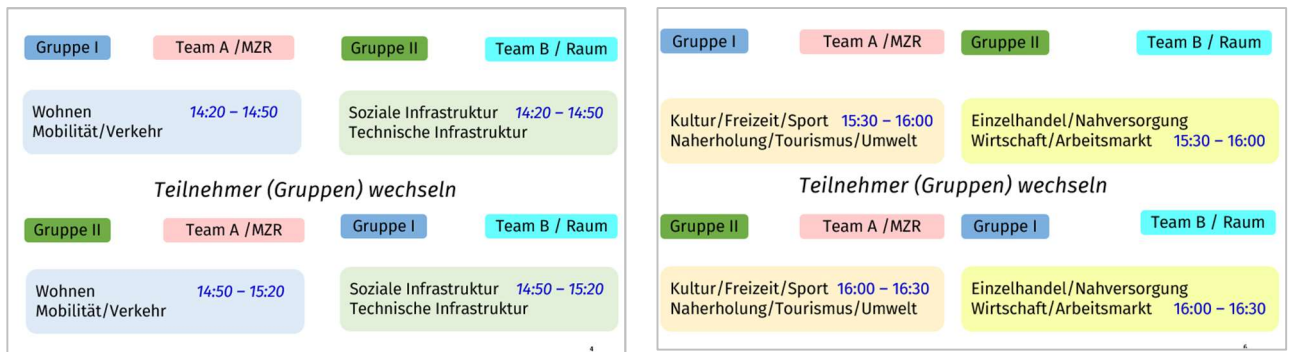 Gruppe I Team A /MZR Gruppe II Team B / Raum
Wohnen 14:20 – 14:50
Mobilität/Verkehr
Soziale Infrastruktur 14:20 – 14:50
Technische Infrastruktur
Teilnehmer (Gruppen) wechseln
Gruppe II Team A /MZR Gruppe I Team B / Raum
Wohnen 14:50 – 15:20
Mobilität/Verkehr
Soziale Infrastruktur 14:50 – 15:20
Technische Infrastruktur
4
Gruppe I Team A /MZR Gruppe II Team B / Raum
Kultur/Freizeit/Sport 15:30 – 16:00
Naherholung/Tourismus/Umwelt
Einzelhandel/Nahversorgung
Wirtschaft/Arbeitsmarkt 15:30 – 16:00
Teilnehmer (Gruppen) wechseln
Gruppe II Team A /MZR Gruppe I Team B / Raum
Kultur/Freizeit/Sport 16:00 – 16:30
Naherholung/Tourismus/Umwelt
Einzelhandel/Nahversorgung
Wirtschaft/Arbeitsmarkt 16:00 – 16:30